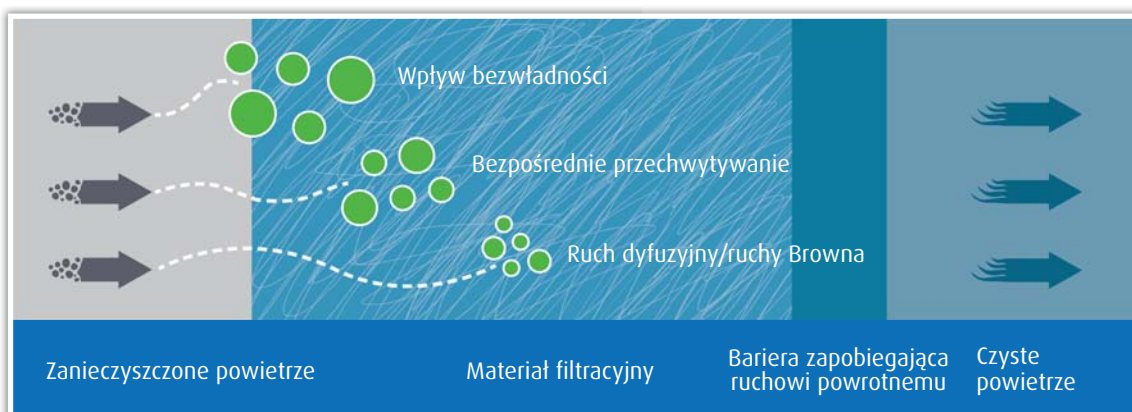 Wpływ bezwładności
Bezpośrednie przechwytywanie
Ruch dyfuzyjny/ruchy Browna
Zanieczyszczone powietrze
Materiał filtracyjny
Bariera zapobiegająca
ruchowi powrotnemu
Czyste
powietrze